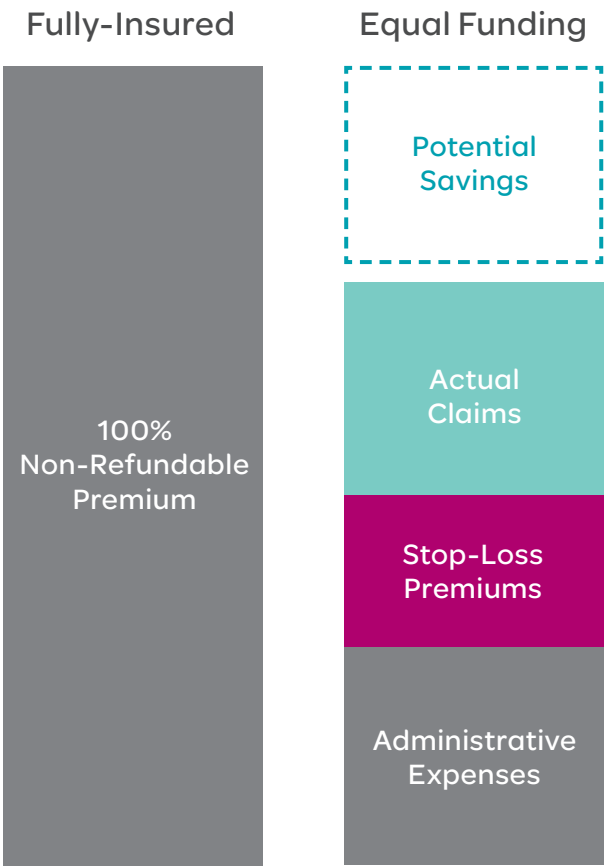 Fully-Insured
Equal Funding
100%
Non-Refundable
Premium
Potential
Savings
Actual
Claims
Stop-Loss
Premiums
Administrative
Expenses